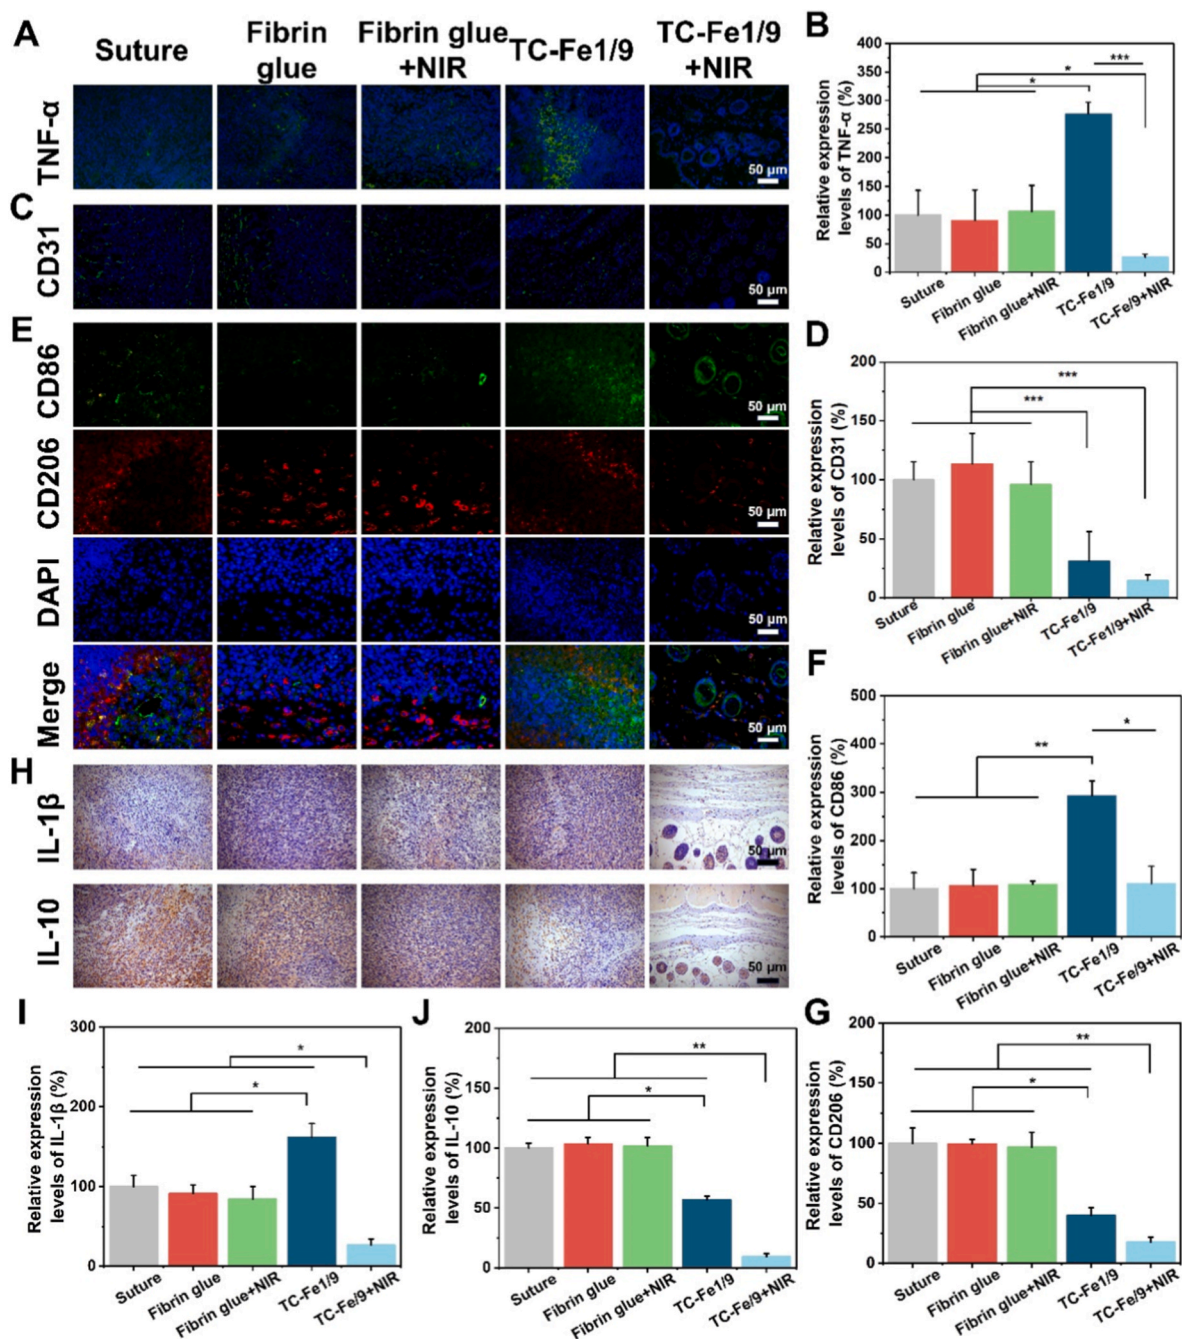 A
Suture
Fibrin
glue
Fibrin glue
+NIR
TC-Fe1/9
TC-Fe1/9
+NIR
TNF-α
50 μm
C
CD31
50 μm
E
CD86
50 μm
CD206
50 μm
DAPI
50 μm
Merge
50 μm
H
IL-1β
50 μm
IL-10
50 μm
B
Relative expression
levels of TNF-α (%)
400
350
300
250
200
150
100
50
0
*
*
***
Suture
Fibrin glue
Fibrin glue+NIR
TC-Fe1/9
TC-Fe/9+NIR
D
Relative expression
levels of CD31 (%)
200
150
100
50
0
***
***
Suture
Fibrin glue
Fibrin glue+NIR
TC-Fe1/9
TC-Fe1/9+NIR
F
Relative expression
levels of CD86 (%)
500
400
300
200
100
0
**
*
Suture
Fibrin glue
Fibrin glue+NIR
TC-Fe1/9
TC-Fe/9+NIR
I
Relative expression
levels of IL-1β (%)
300
200
100
0
*
*
Suture
Fibrin glue
Fibrin glue+NIR
TC-Fe1/9
TC-Fe/9+NIR
J
Relative expression
levels of IL-10 (%)
200
150
100
50
0
**
*
Suture
Fibrin glue
Fibrin glue+NIR
TC-Fe1/9
TC-Fe/9+NIR
G
Relative expression
levels of CD206 (%)
200
150
100
50
0
**
*
Suture
Fibrin glue
Fibrin glue+NIR
TC-Fe1/9
TC-Fe/9+NIR